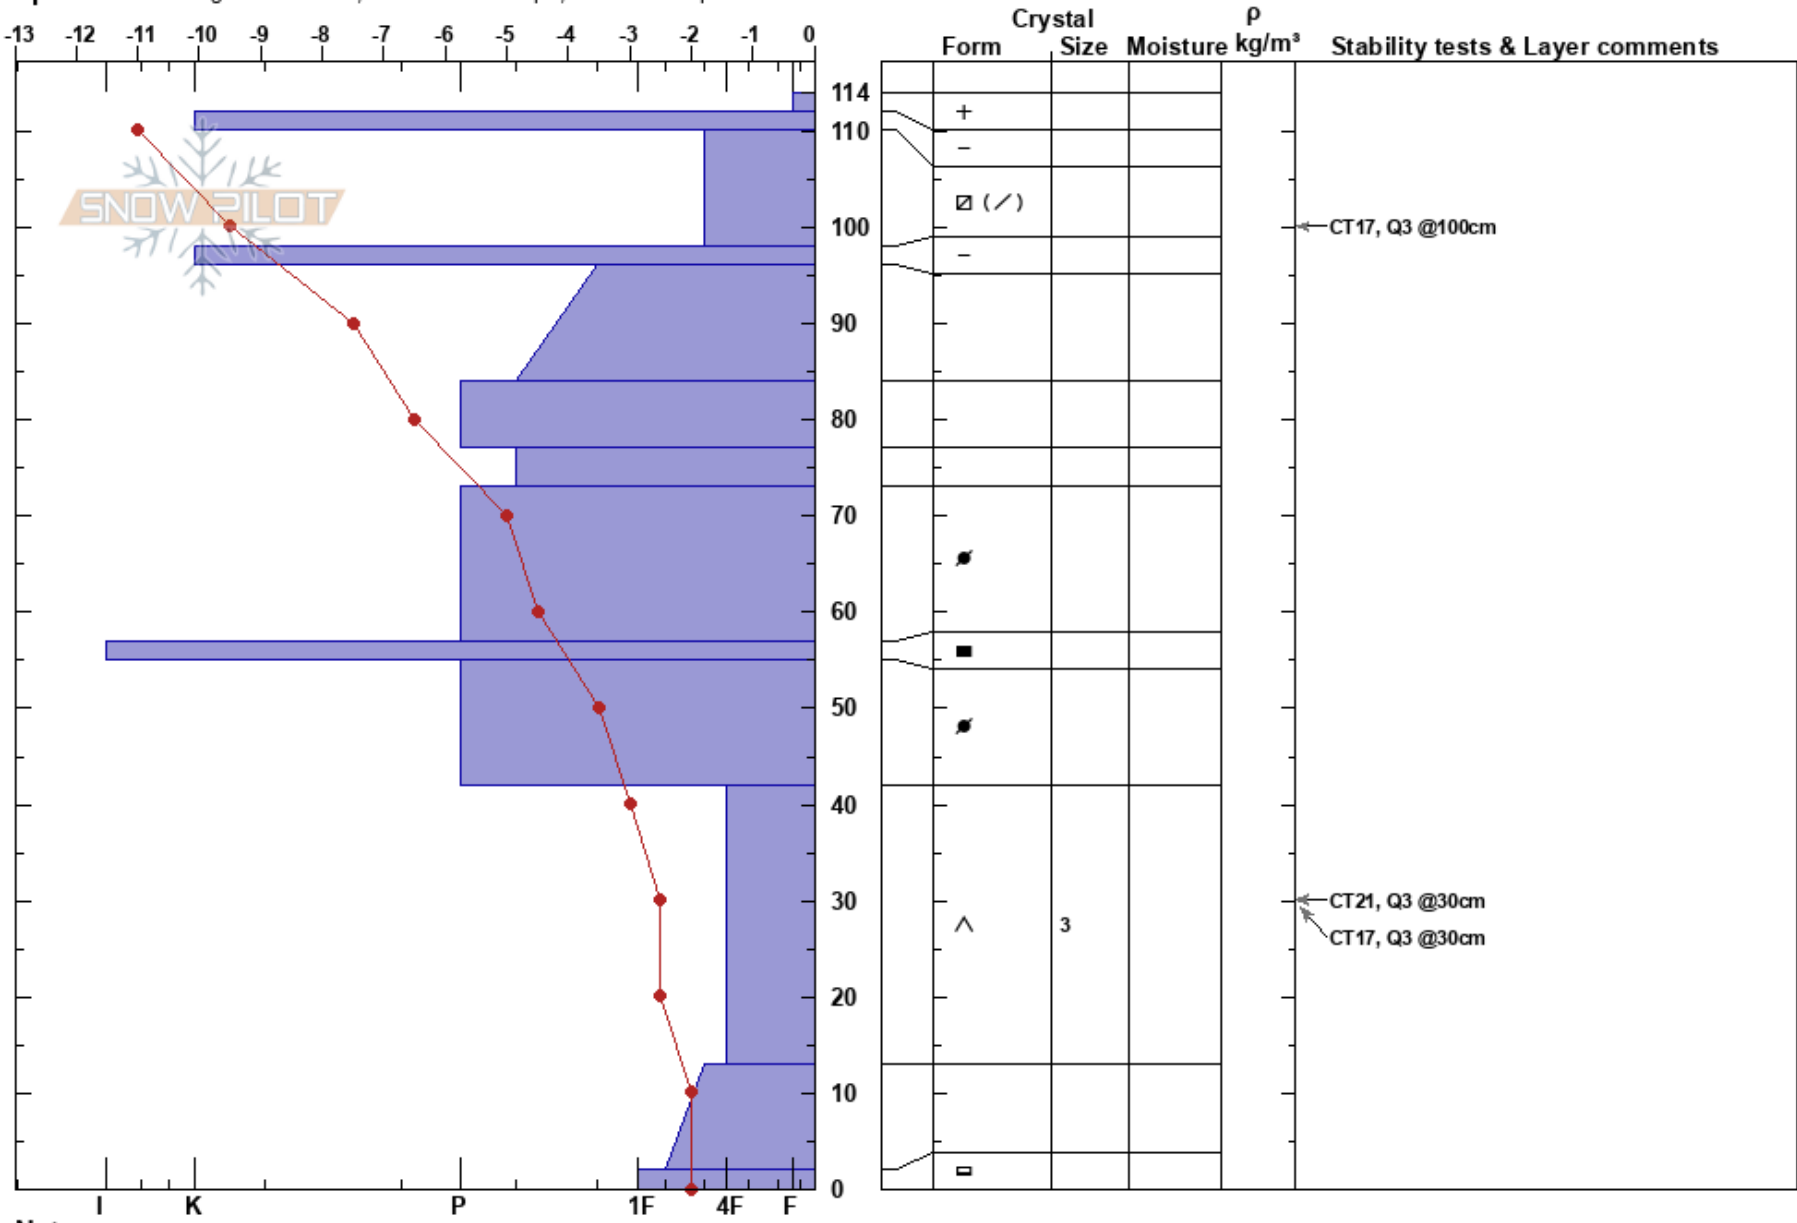 Crystal
ρ
-13 -12 -11 -10 -9 -8 -7 -6 -5 -4 -3 -2 -1 0
Form Size Moisture kg/m³ Stability tests & Layer comments
114
+
110
-
SNOW PILOT
(∕)
100
CT17, Q3 @100cm
-
90
80
70
60
50
40
30
CT21, Q3 @30cm
3
CT17, Q3 @30cm
20
10
0
I K P 1F 4F F